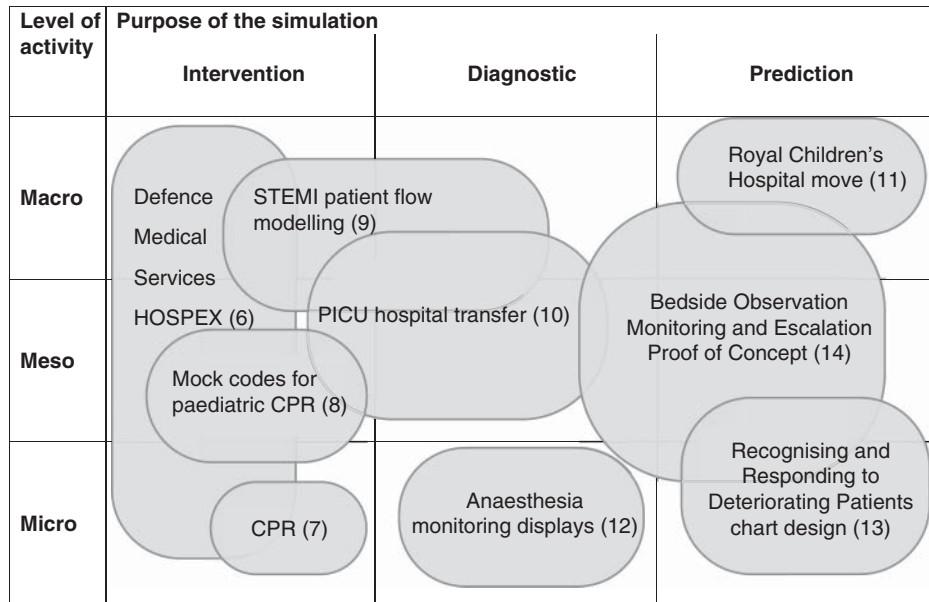 Level of activity
Purpose of the simulation
Intervention
Diagnostic
Prediction
Macro
Defence
Medical
Services
HOSPEX (6)
STEMI patient flow
modelling (9)
Royal Children's
Hospital move (11)
Meso
PICU hospital transfer (10)
Bedside Observation
Monitoring and Escalation
Proof of Concept (14)
Mock codes for
paediatric CPR (8)
Micro
CPR (7)
Anaesthesia
monitoring displays (12)
Recognising and
Responding to
Deteriorating Patients
chart design (13)